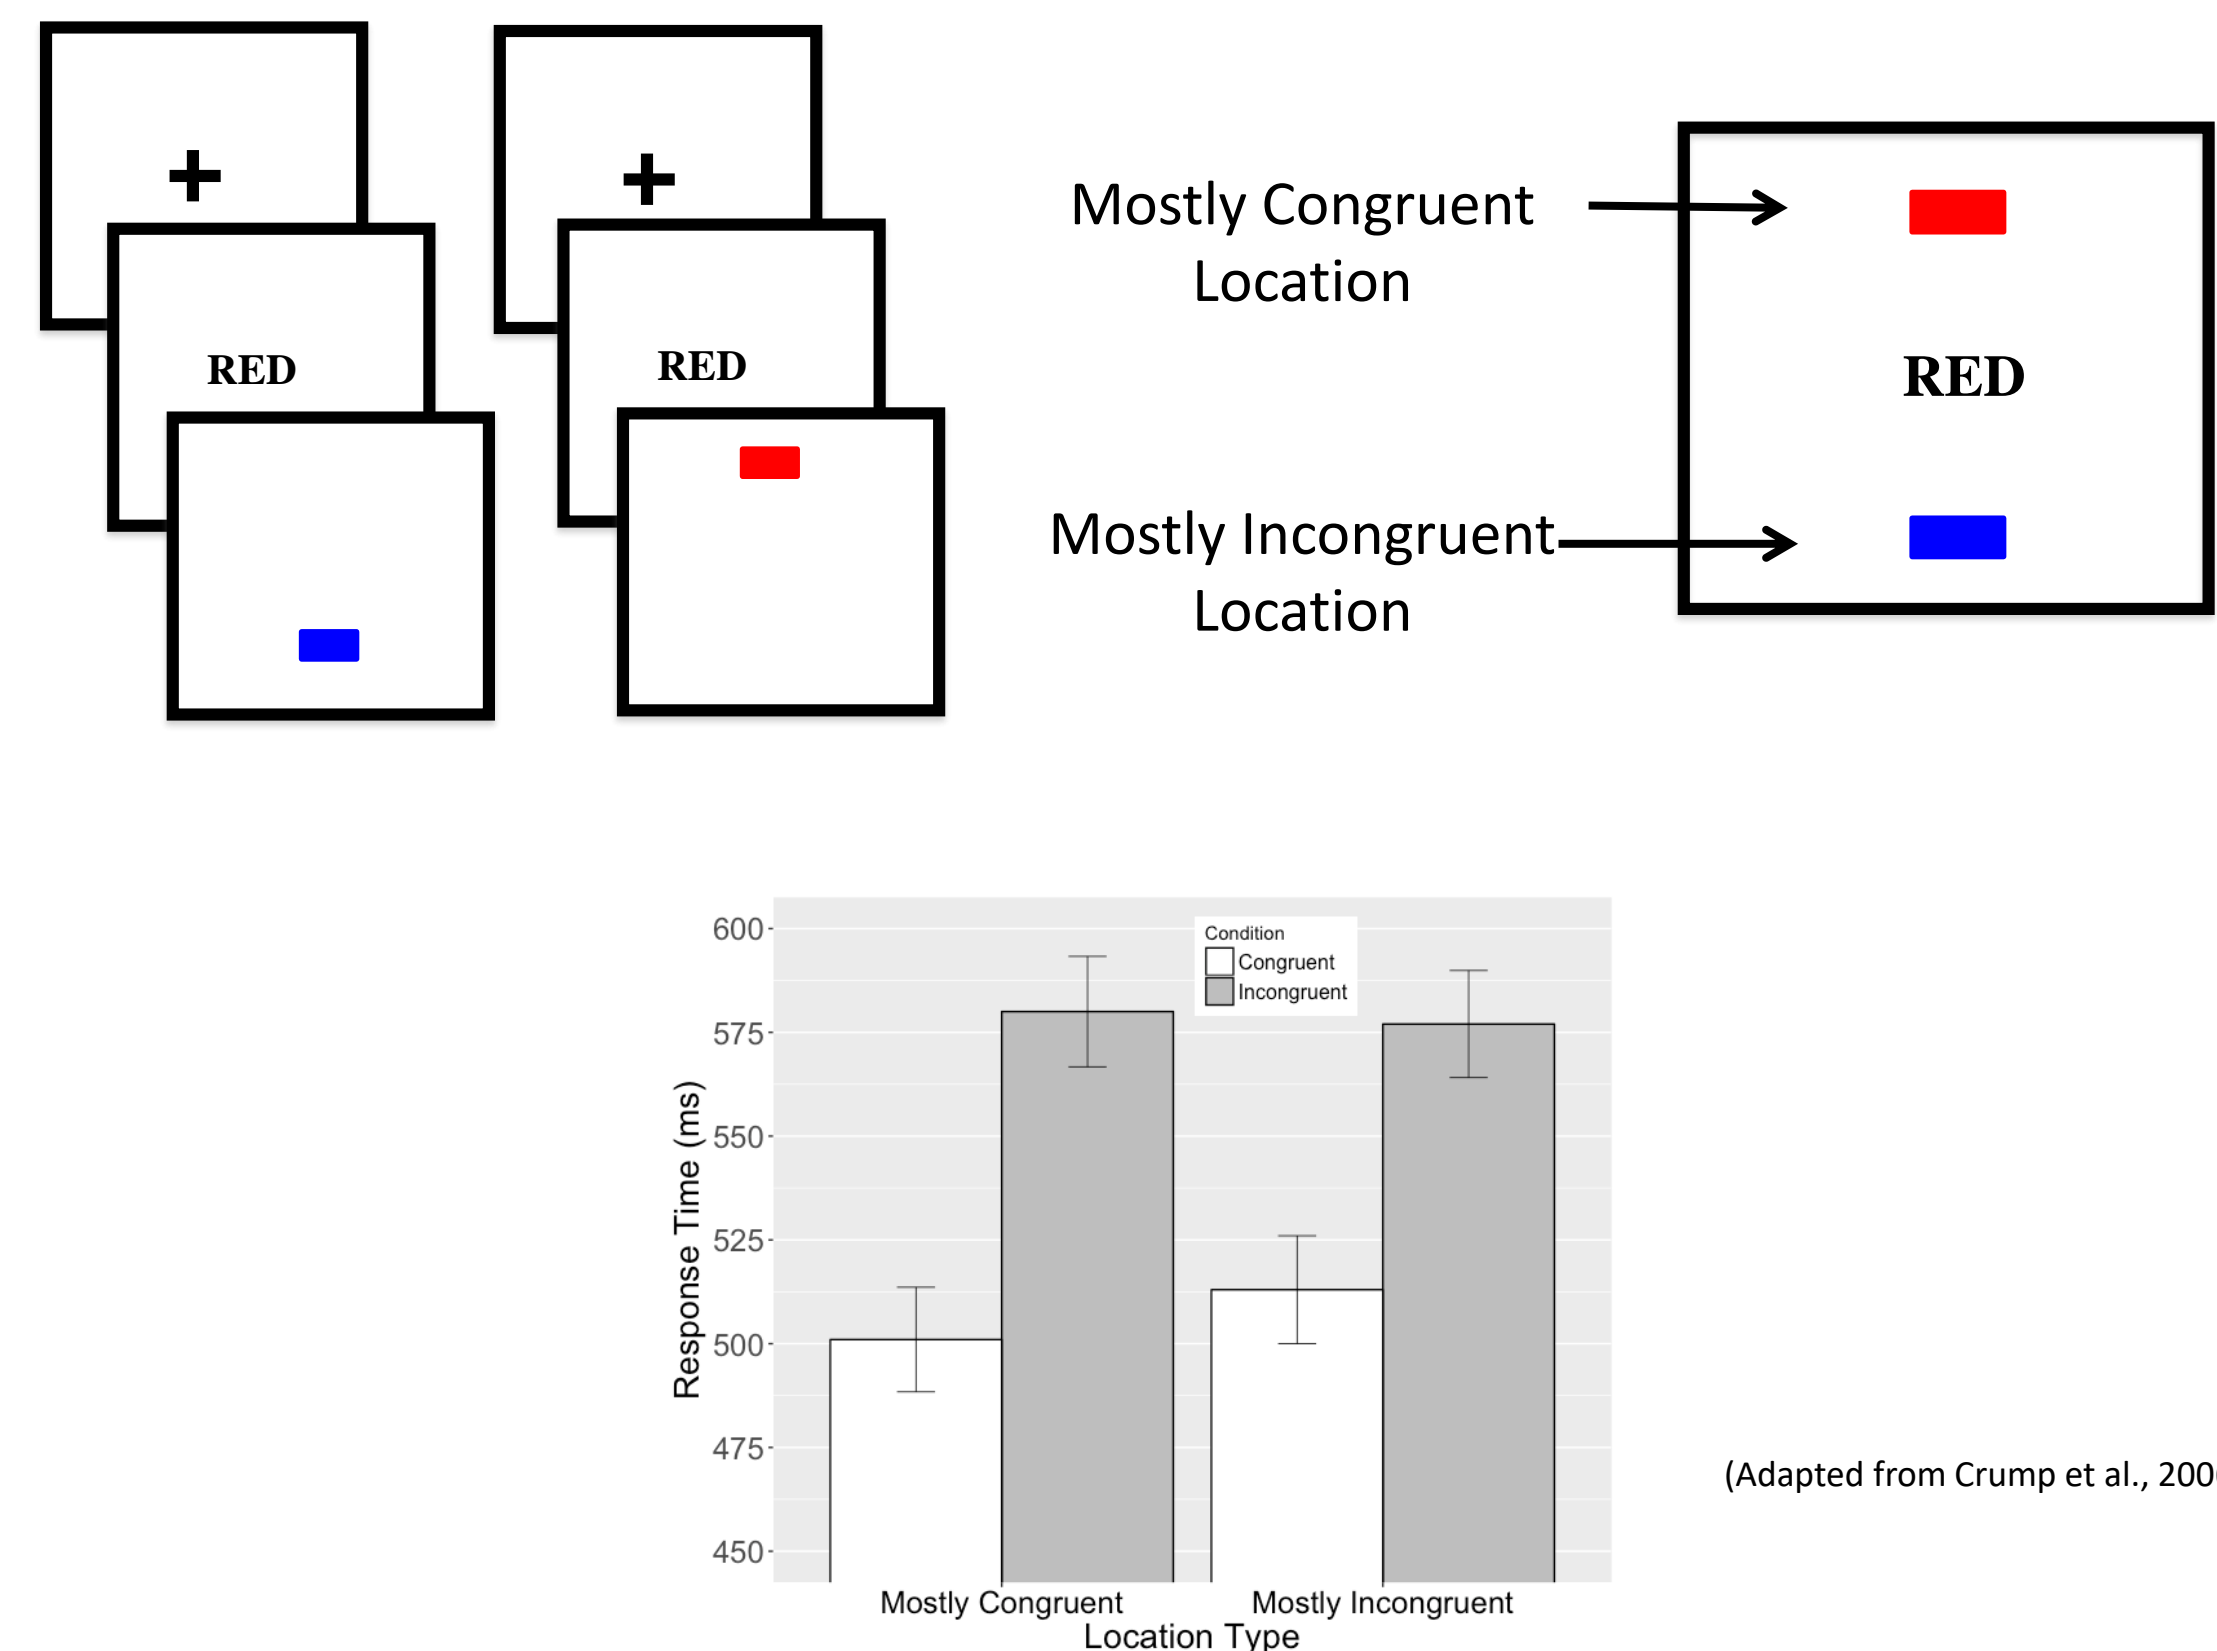 RED
RED
Mostly Congruent
Location
RED
Mostly Incongruent
Location
600
575
550
525
500
475
450
Response Time (ms)
Condition
Congruent
Incongruent
Mostly Congruent
Mostly Incongruent
Location Type
(Adapted from Crump et al.,